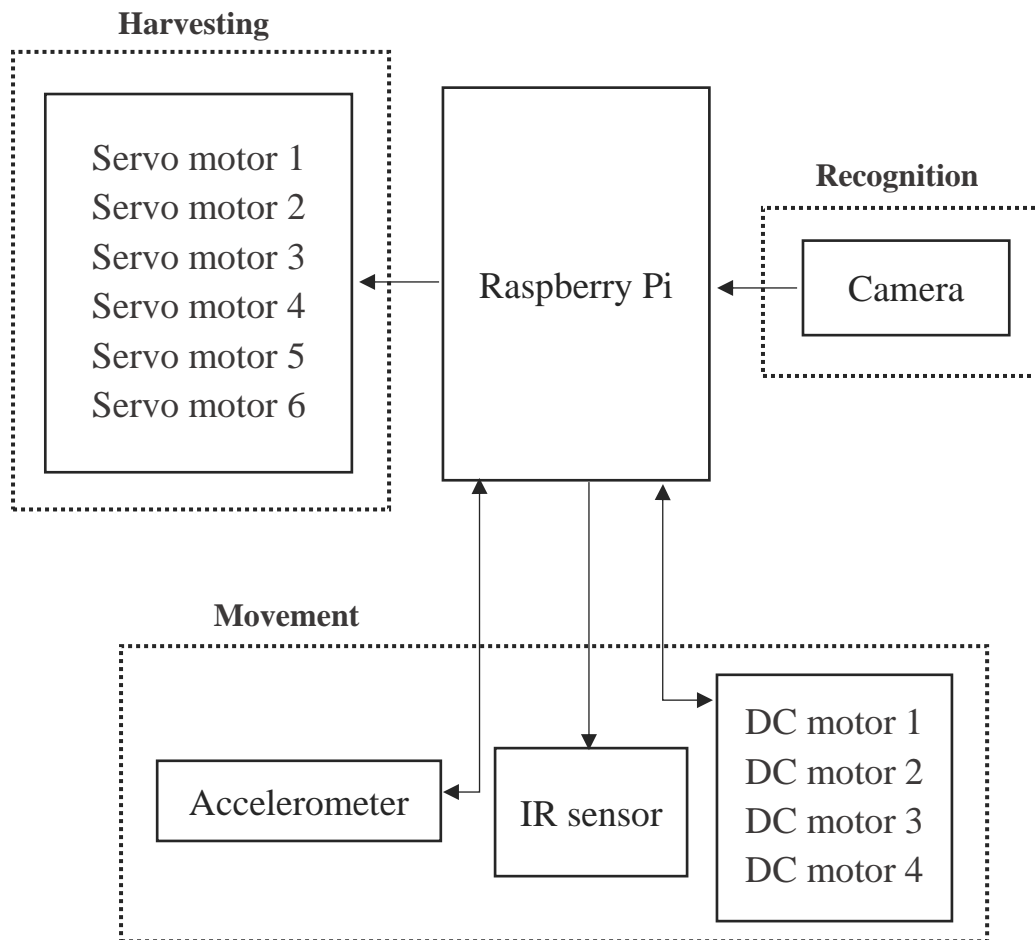 Harvesting
Servo motor 1
Servo motor 2
Servo motor 3
Servo motor 4
Servo motor 5
Servo motor 6
Raspberry Pi
Recognition
Camera
Movement
Accelerometer
IR sensor
DC motor 1
DC motor 2
DC motor 3
DC motor 4